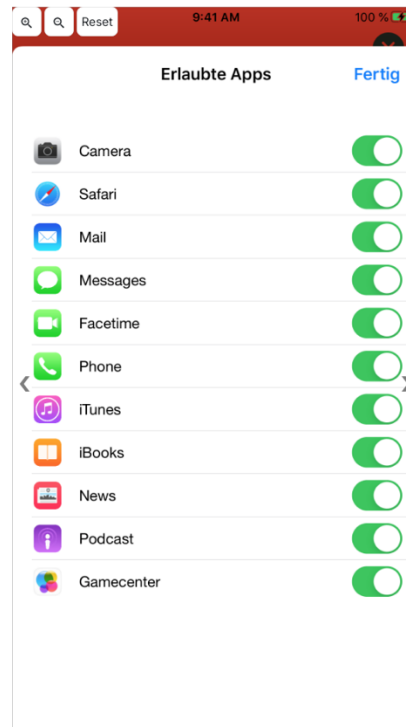 Reset
9:41 AM
100 %
Erlaubte Apps
Fertig
Camera
Safari
Mail
Messages
Facetime
Phone
iTunes
iBooks
News
Podcast
Gamecenter